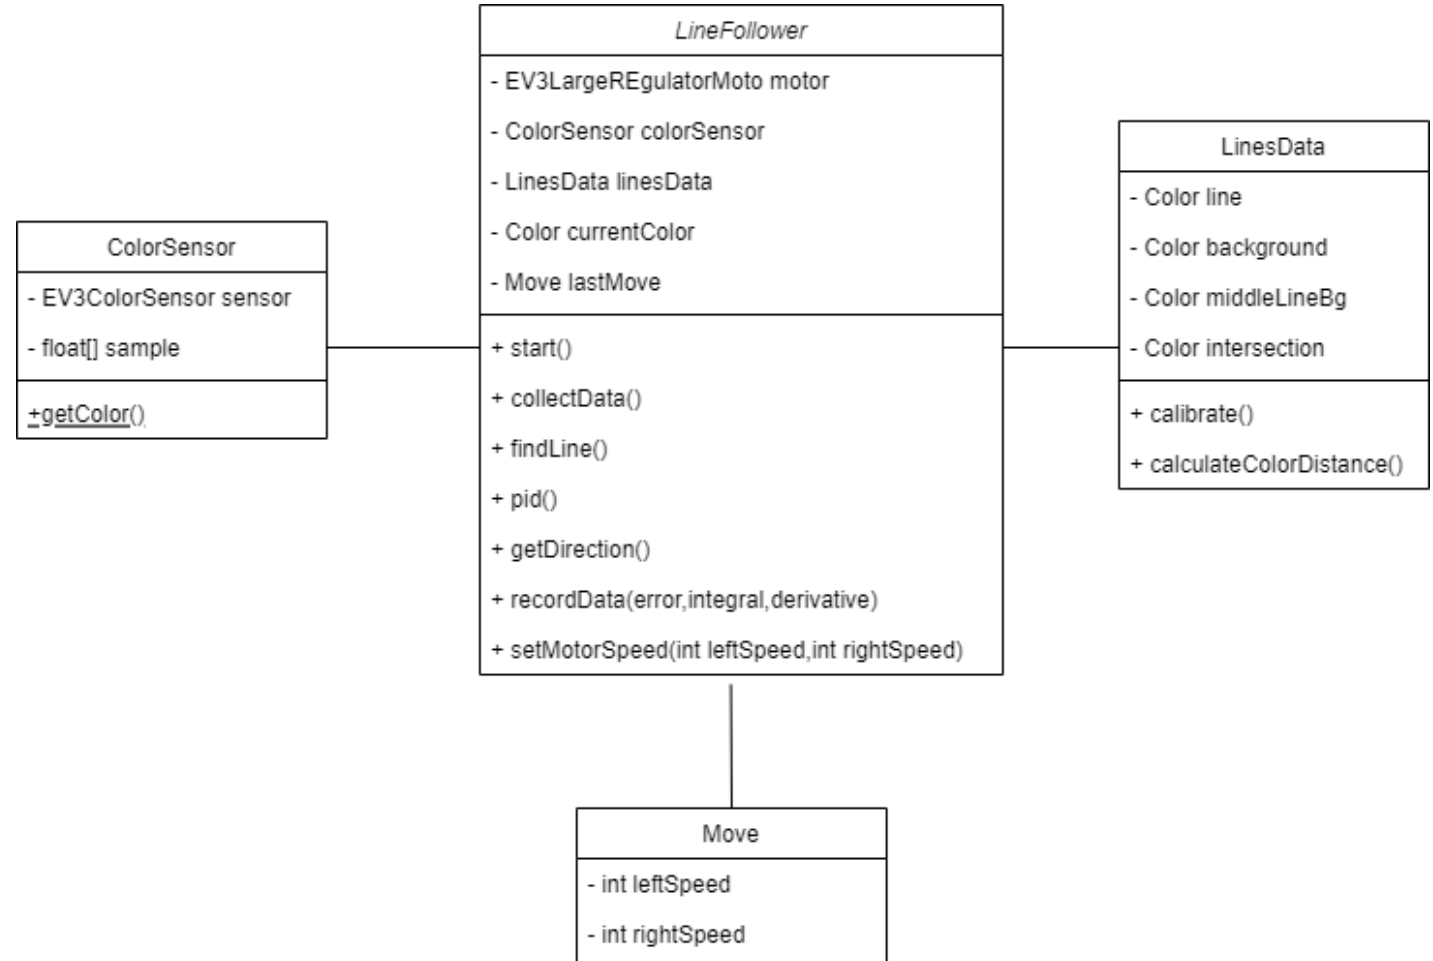 LineFollower
- EV3LargeREgulatorMoto motor
- ColorSensor colorSensor
- LinesData linesData
- Color currentColor
- Move lastMove
+ start()
+ collectData()
+ findLine()
+ pid()
+ getDirection()
+ recordData(error,integral,derivative)
+ setMotorSpeed(int leftSpeed,int rightSpeed)
ColorSensor
- EV3ColorSensor sensor
- float[] sample
+getColor()
LinesData
- Color line
- Color background
- Color middleLineBg
- Color intersection
+ calibrate()
+ calculateColorDistance()
Move
- int leftSpeed
- int rightSpeed